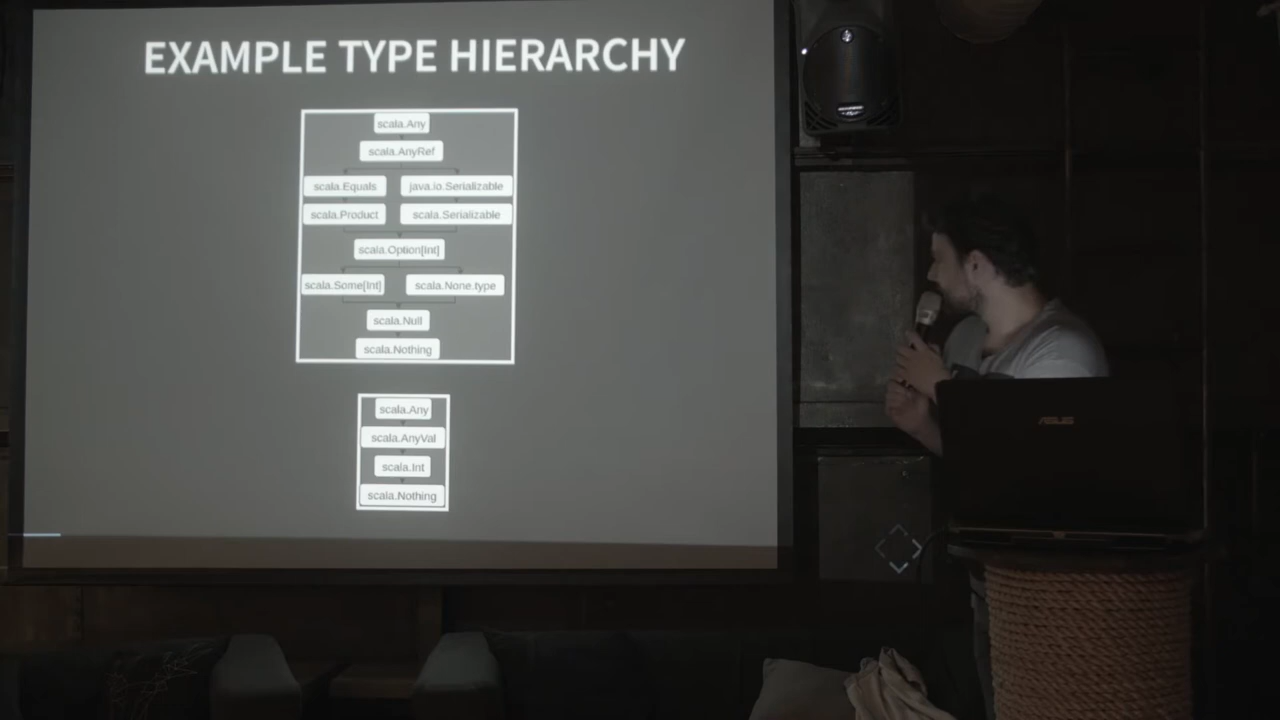 EXAMPLE TYPE HIERARCHY
scala.Any
scala.AnyRef
scala.Equals java.io.Serializable
scala.Product scala.Serializable
scala.Option[Int]
scala.Some[Int] scala.None.type
scala.Null
scala.Nothing
scala.Any
scala.AnyVal
scala.Int
scala.Nothing
ASUS